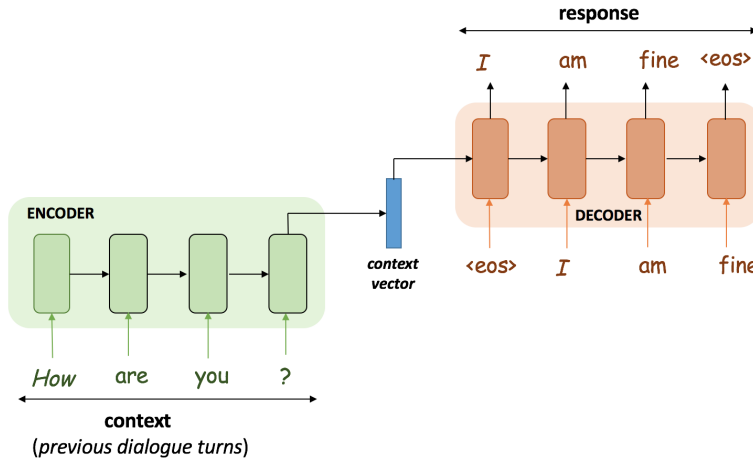 response
I am fine <eos>
DECODER
<eos> I am fine
ENCODER
context
vector
How are you ?
context
(previous dialogue turns)